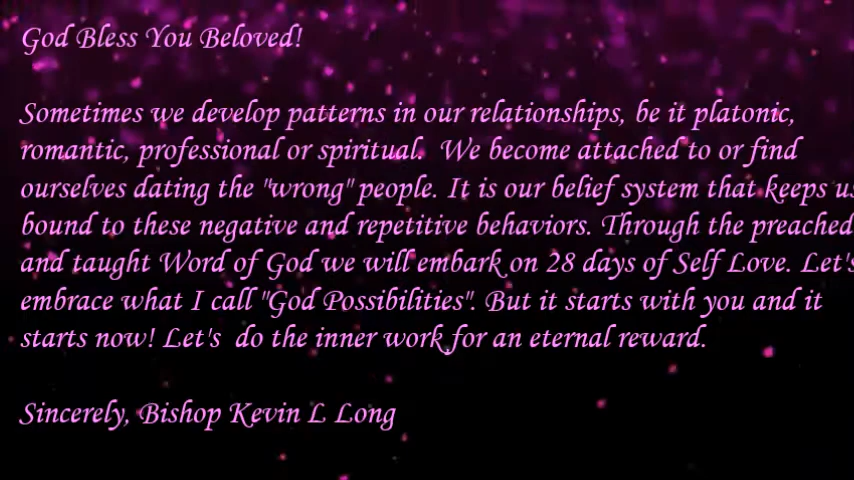 God Bless You Beloved!
Sometimes we develop patterns in our relationships, be it platonic,
romantic, professional or spiritual.  We become attached to or find
ourselves dating the "wrong" people. It is our belief system that keeps us
bound to these negative and repetitive behaviors. Through the preached
and taught Word of God we will embark on 28 days of Self Love. Let's
embrace what I call "God Possibilities". But it starts with you and it
starts now! Let's  do the inner work for an eternal reward.
Sincerely, Bishop Kevin L Long